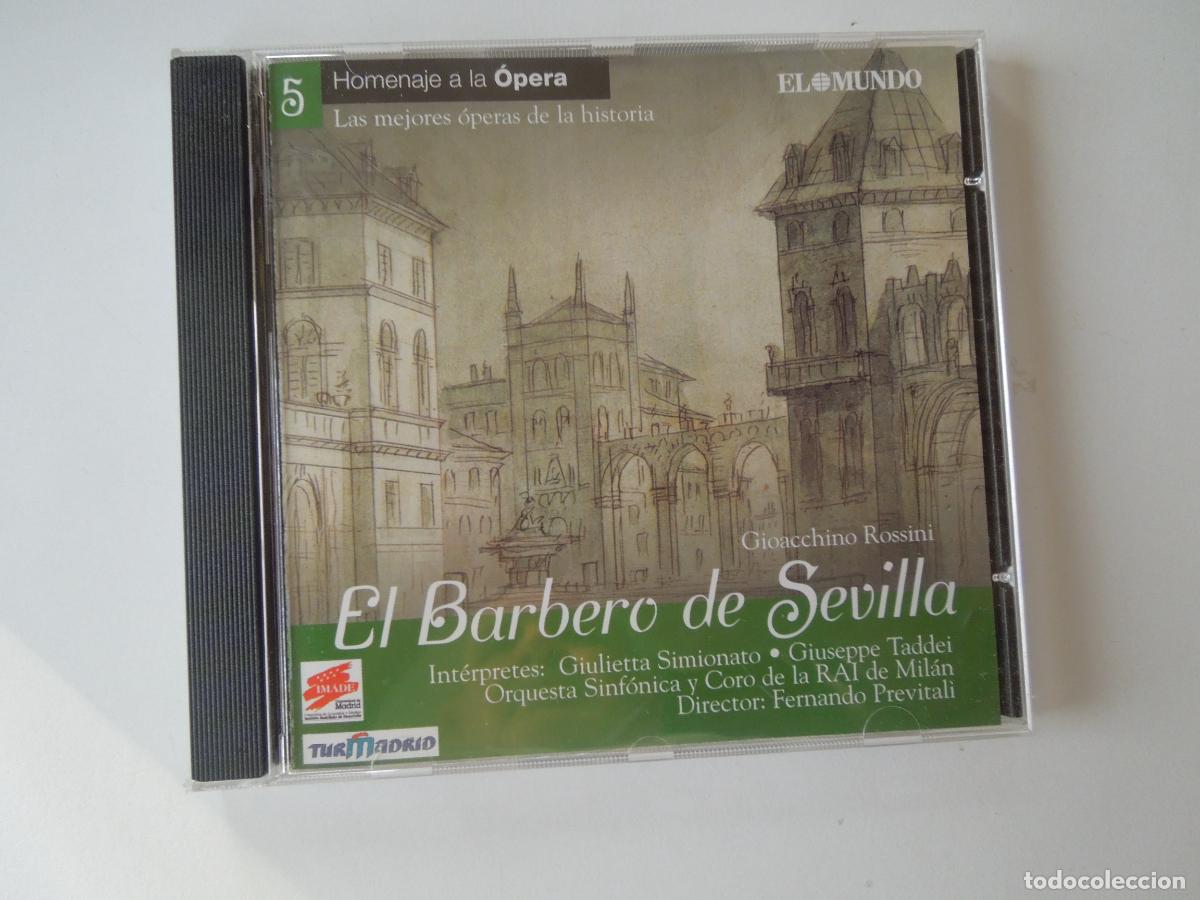 5
Homenaje a la Ópera
EL MUNDO
Las mejores óperas de la historia
Gioacchino Rossini
El Barbero de Sevilla
Intérpretes: Giulietta Simionato • Giuseppe Taddei
Orquesta Sinfónica y Coro de la RAI de Milán
Director: Fernando Previtali
IMADE
Madrid
TURMADRID
todocoleccion